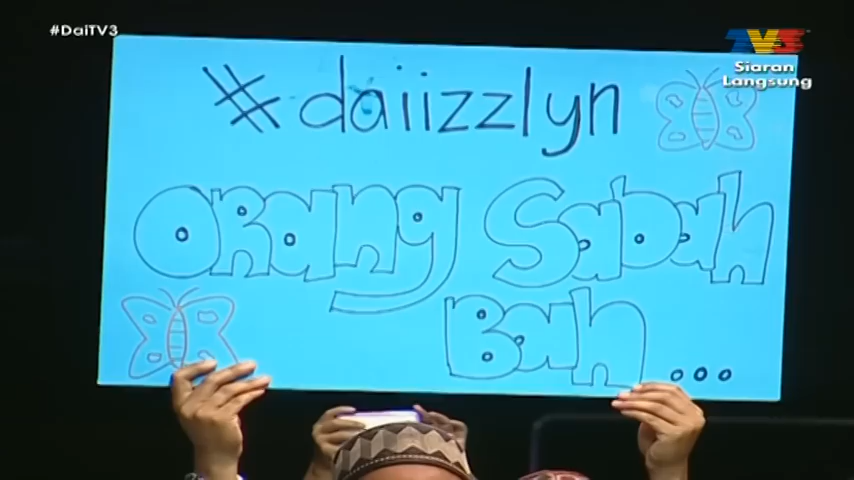 #DaiTV3
TV3
Siaran
Langsung
#daiizzlyn
Orang Sabah
Bah ...